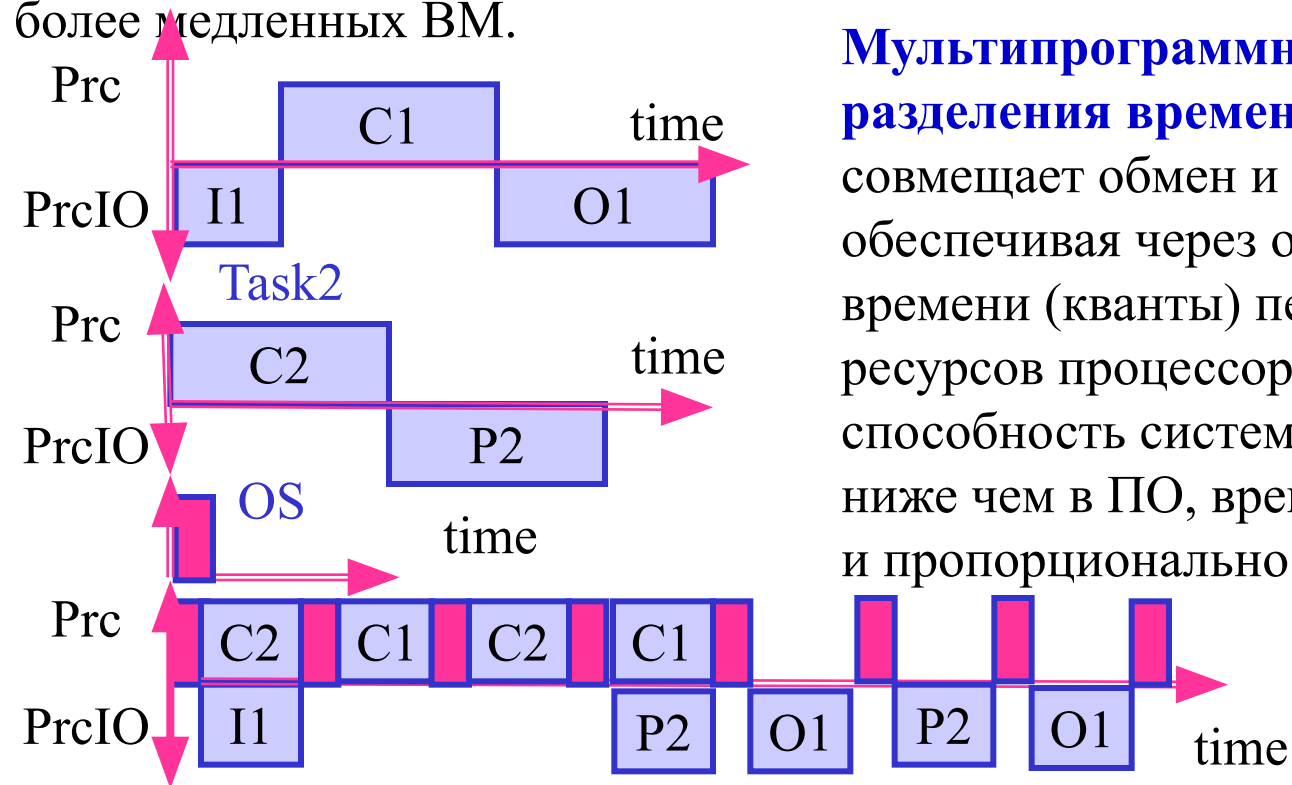 более медленных ВМ.
Prc
C1
time
PrcIO
I1
O1
Task2
Prc
C2
time
PrcIO
P2
OS
time
Prc
C2
C1
C2
C1
PrcIO
I1
P2
O1
P2
O1
time
Мультипрограммн
разделения времен
совмещает обмен и
обеспечивая через о
времени (кванты) пе
ресурсов процессор
способность систем
ниже чем в ПО, вре
и пропорционально